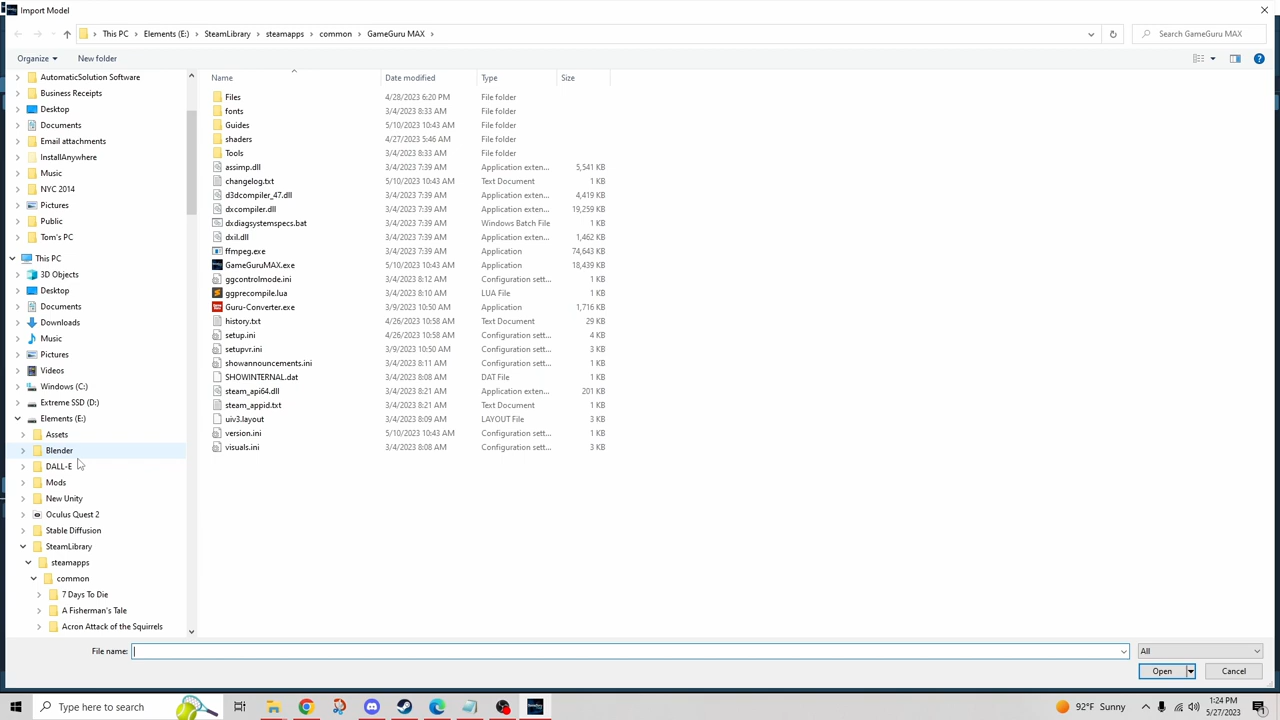 Import Model
This PC > Elements (E:) > SteamLibrary > steamapps > common > GameGuru MAX >
Search GameGuru MAX
Organize
New folder
AutomaticSolution Software
Business Receipts
Desktop
Documents
Email attachments
InstallAnywhere
Music
NYC 2014
Pictures
Public
Tom's PC
This PC
3D Objects
Desktop
Documents
Downloads
Music
Pictures
Videos
Windows (C:)
Extreme SSD (D:)
Elements (E:)
Assets
Blender
DALL-E
Mods
New Unity
Oculus Quest 2
Stable Diffusion
SteamLibrary
steamapps
common
7 Days To Die
A Fisherman's Tale
Acron Attack of the Squirrels
Name Date modified Type Size
Files 4/28/2023 6:20 PM File folder
fonts 3/4/2023 8:33 AM File folder
Guides 5/10/2023 10:43 AM File folder
shaders 4/27/2023 5:46 AM File folder
Tools 3/4/2023 8:33 AM File folder
assimp.dll 3/4/2023 7:39 AM Application exten... 5,541 KB
changelog.txt 5/10/2023 10:43 AM Text Document 1 KB
d3dcompiler_47.dll 3/4/2023 7:39 AM Application exten... 4,419 KB
dxcompiler.dll 3/4/2023 7:39 AM Application exten... 19,259 KB
dxdiagsystemspecs.bat 3/4/2023 7:39 AM Windows Batch File 1 KB
dxil.dll 3/4/2023 7:39 AM Application exten... 1,462 KB
ffmpeg.exe 3/4/2023 7:39 AM Application 74,643 KB
GameGuruMAX.exe 5/10/2023 10:43 AM Application 18,439 KB
ggcontrolmode.ini 3/4/2023 8:12 AM Configuration sett... 1 KB
ggprecompile.lua 3/4/2023 8:10 AM LUA File 1 KB
Guru-Converter.exe 3/9/2023 10:50 AM Application 1,716 KB
history.txt 4/26/2023 10:58 AM Text Document 29 KB
setup.ini 4/26/2023 10:58 AM Configuration sett... 4 KB
setupvr.ini 3/9/2023 10:50 AM Configuration sett... 3 KB
showannouncements.ini 3/4/2023 8:11 AM Configuration sett... 1 KB
SHOWINTERNAL.dat 3/4/2023 8:08 AM DAT File 1 KB
steam_api64.dll 3/4/2023 8:21 AM Application exten... 201 KB
steam_appid.txt 3/4/2023 8:21 AM Text Document 1 KB
uiv3.layout 3/4/2023 8:09 AM LAYOUT File 3 KB
version.ini 5/10/2023 10:43 AM Configuration sett... 1 KB
visuals.ini 3/4/2023 8:08 AM Configuration sett... 3 KB
File name:
All
Open
Cancel
Type here to search
92°F Sunny
1:24 PM
5/27/2023